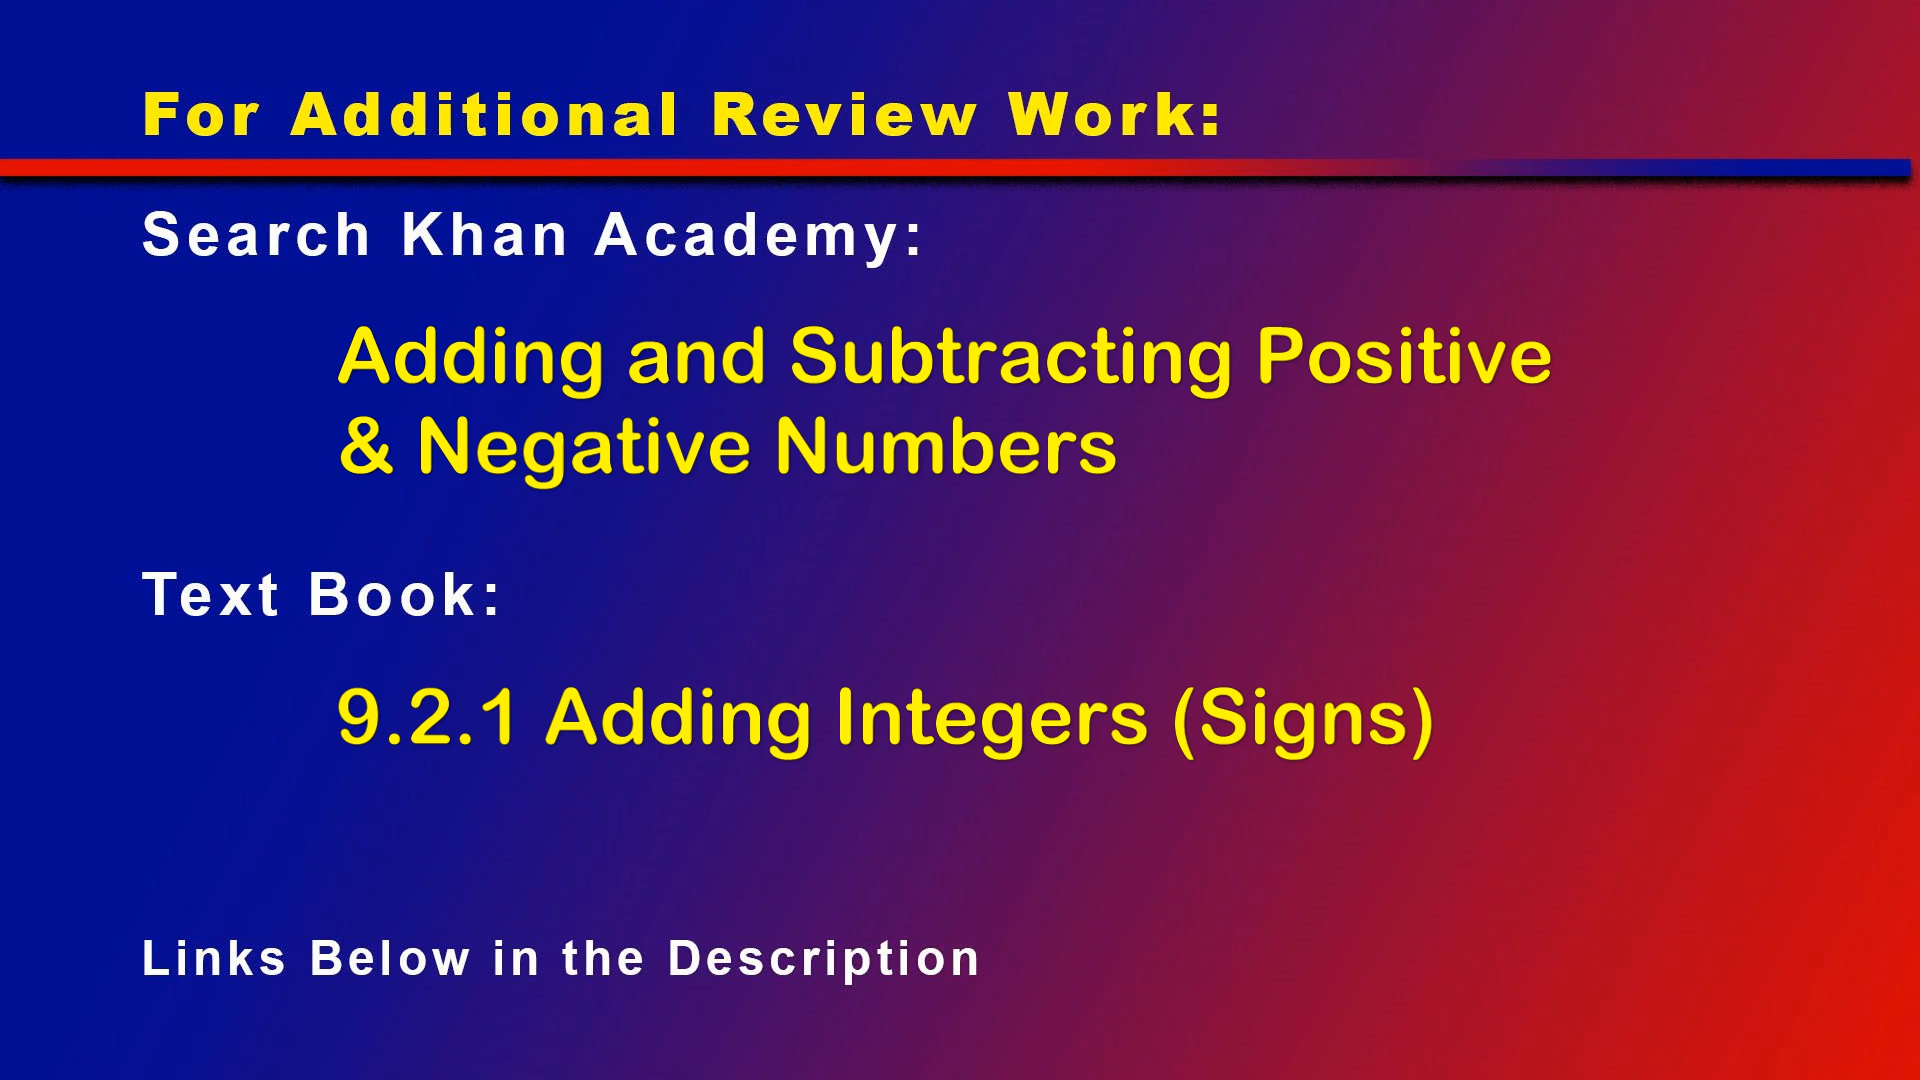 For Additional Review Work:
Search Khan Academy:
Adding and Subtracting Positive
& Negative Numbers
Text Book:
9.2.1 Adding Integers (Signs)
Links Below in the Description